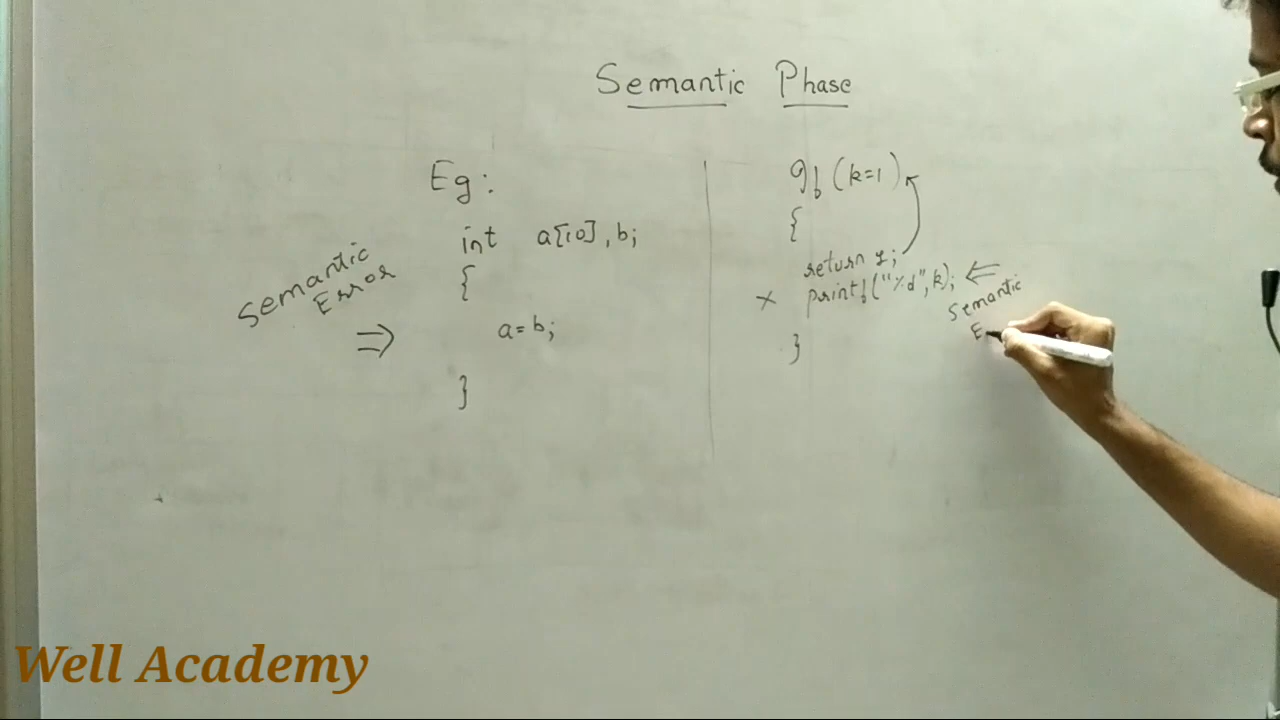 Semantic Phase
Eg:
int a[10], b;
{
a=b;
}
Semantic
Error
⇒
If (k=1)
{
return 1;
× printf("%d",k); ⇐
Semantic
E
}
Well Academy